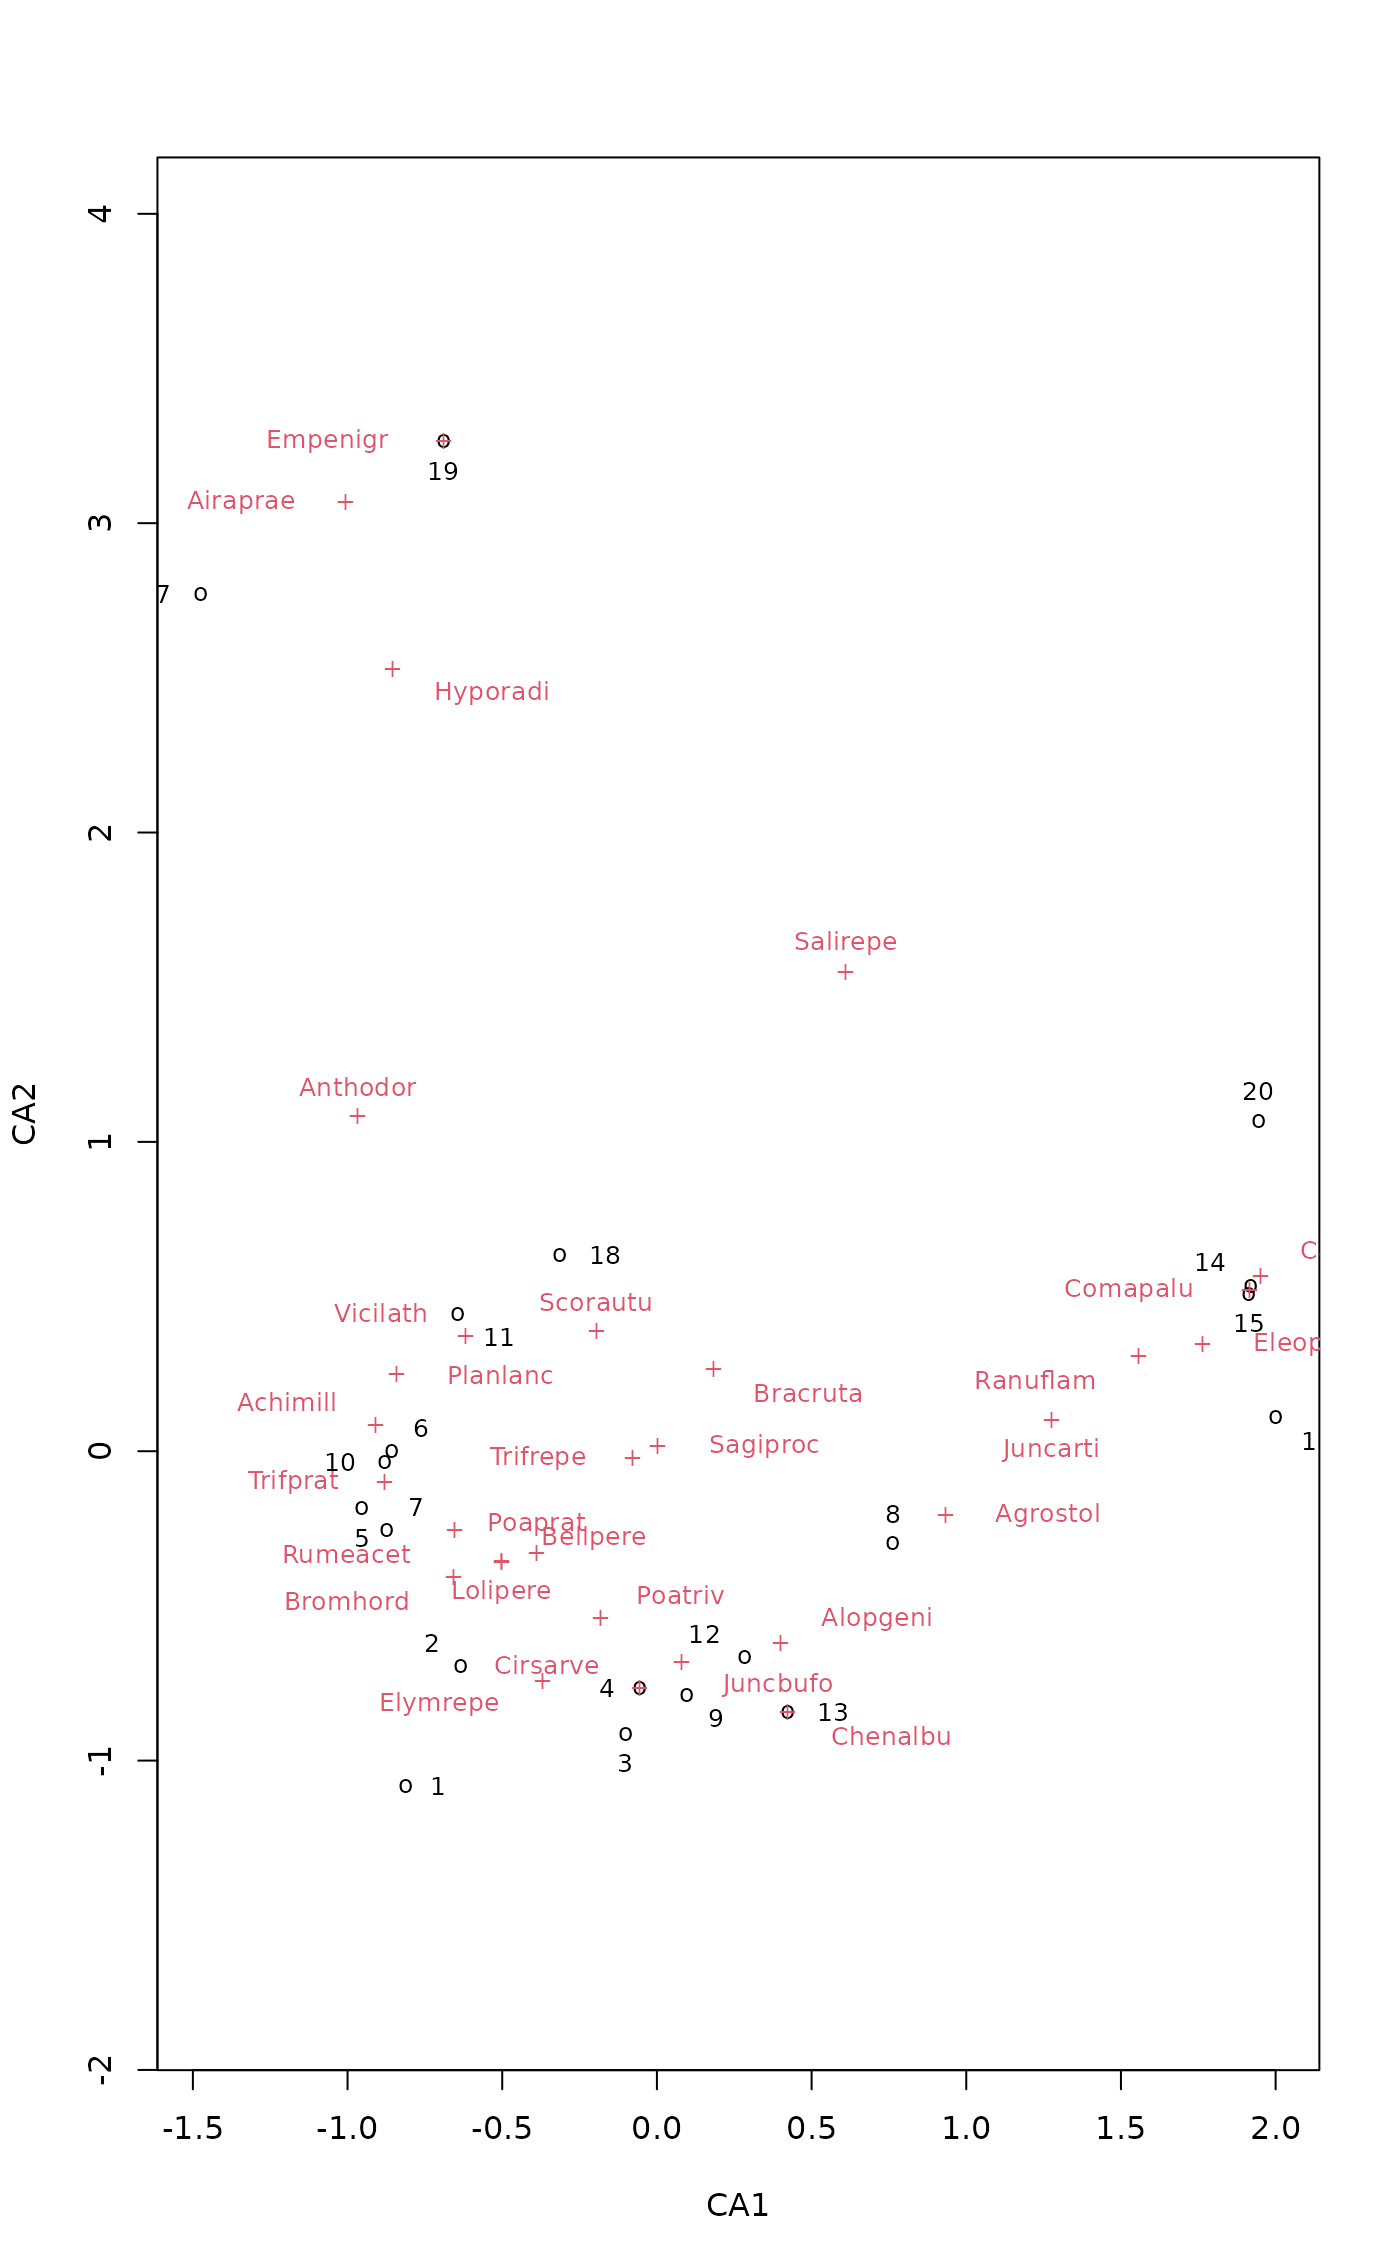 4
Empenigr
19
Airaprae
3
7
Hyporadi
2
Salirepe
Anthodor
20
CA2
1
18
C
14
Comapalu
Scorautu
Vicilath
11
15
Eleop
Planlanc
Ranuflam
Bracruta
Achimill
6
1
Sagiproc
Juncarti
0
Trifrepe
10
Trifprat
7
8
Agrostol
Poaprat
5
Bellpere
Rumeacet
Lolipere
Poatriv
Bromhord
Alopgeni
12
2
Cirsarve
Juncbufo
4
Elymrepe
9
13
Chenalbu
-1
3
1
-2
-1.5 -1.0 -0.5 0.0 0.5 1.0 1.5 2.0
CA1